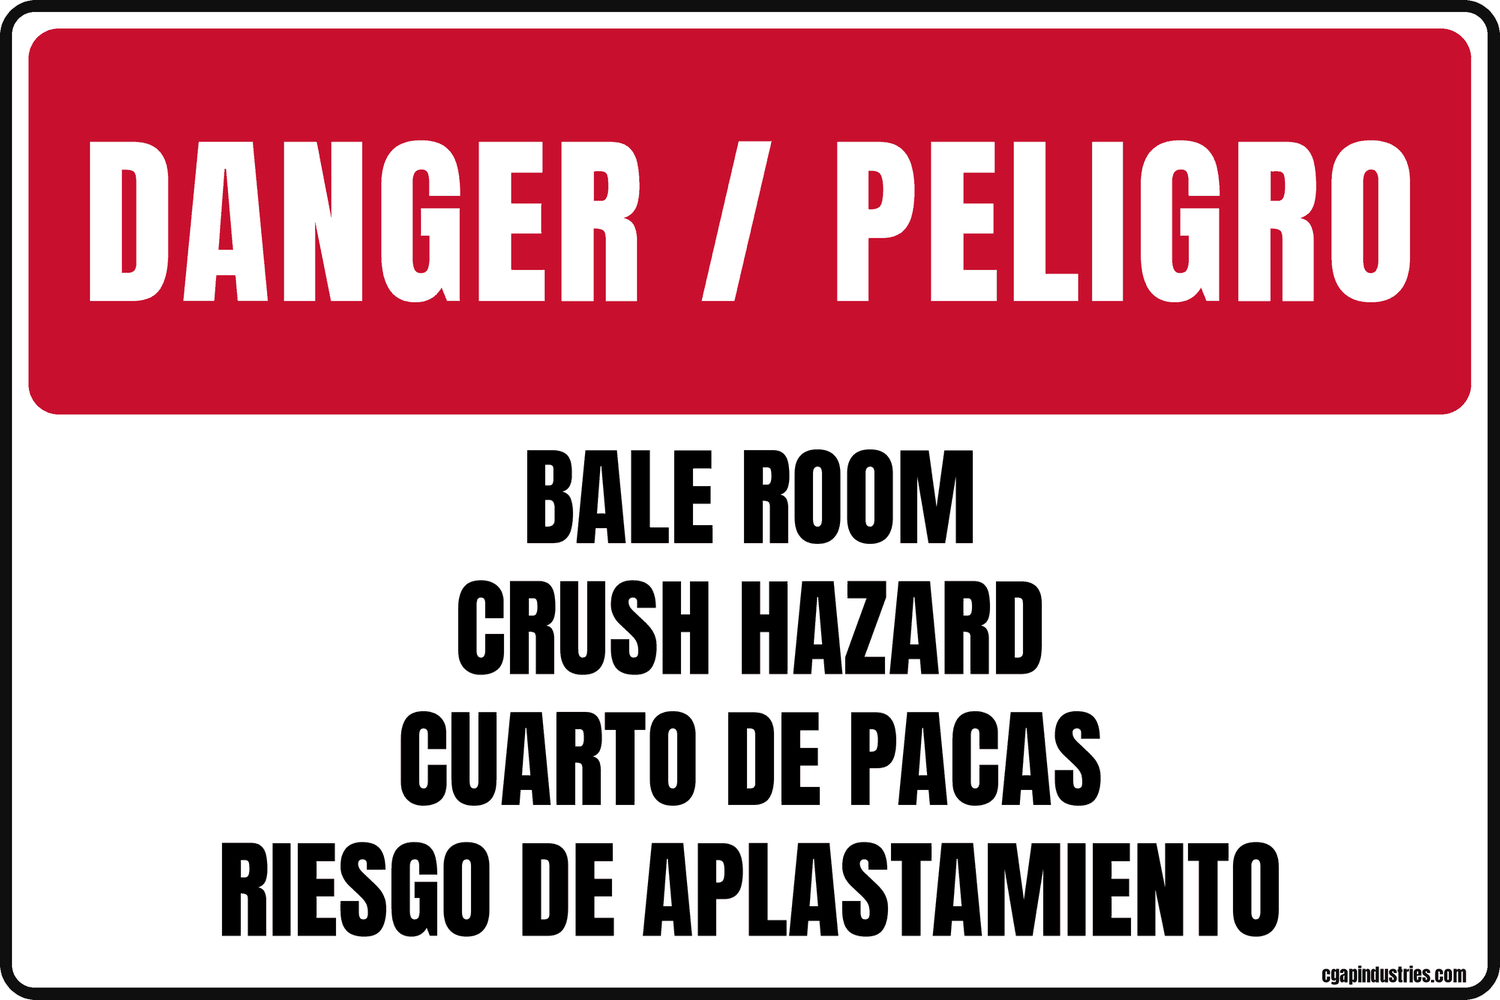 DANGER / PELIGRO
BALE ROOM
CRUSH HAZARD
CUARTO DE PACAS
RIESGO DE APLASTAMIENTO
cgapindustries.com